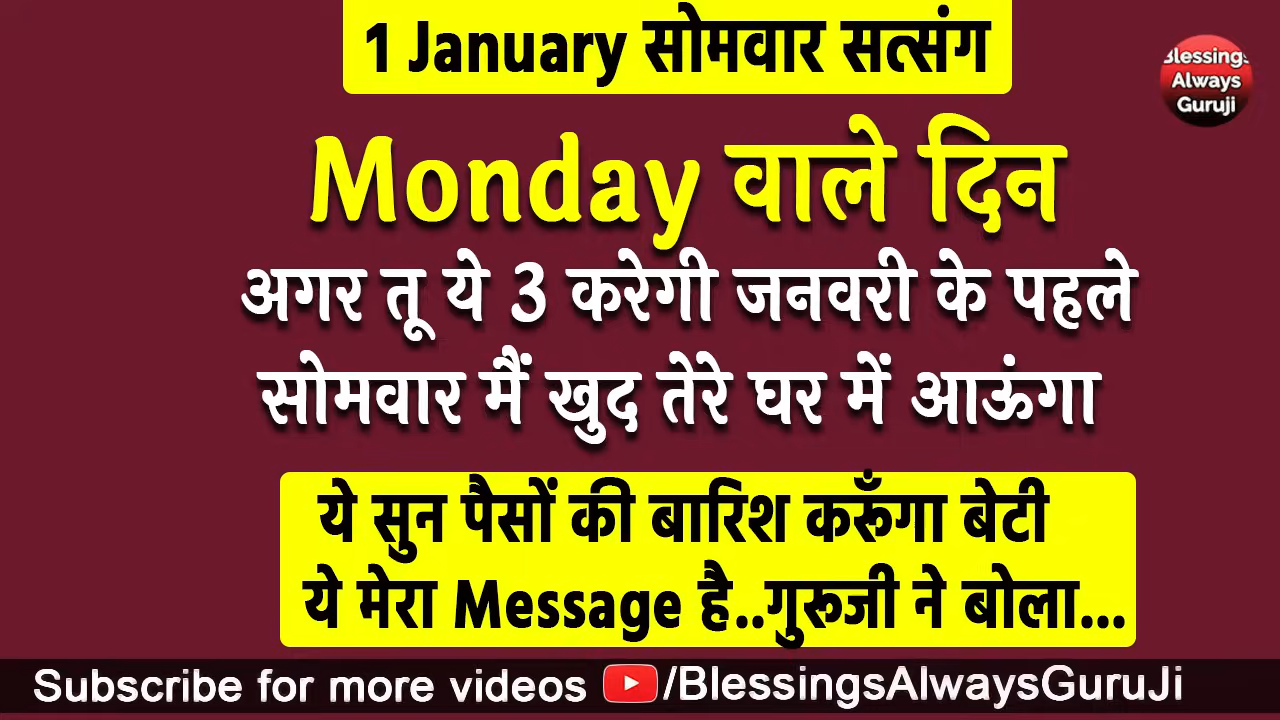 1 January सोमवार सत्संग
Blessings
Always
Guruji
Monday वाले दिन
अगर तू ये 3 करेगी जनवरी के पहले
सोमवार मैं खुद तेरे घर में आऊंगा
ये सुन पैसों की बारिश करूँगा बेटी
ये मेरा Message है..गुरूजी ने बोला...
Subscribe for more videos /BlessingsAlwaysGuruJi